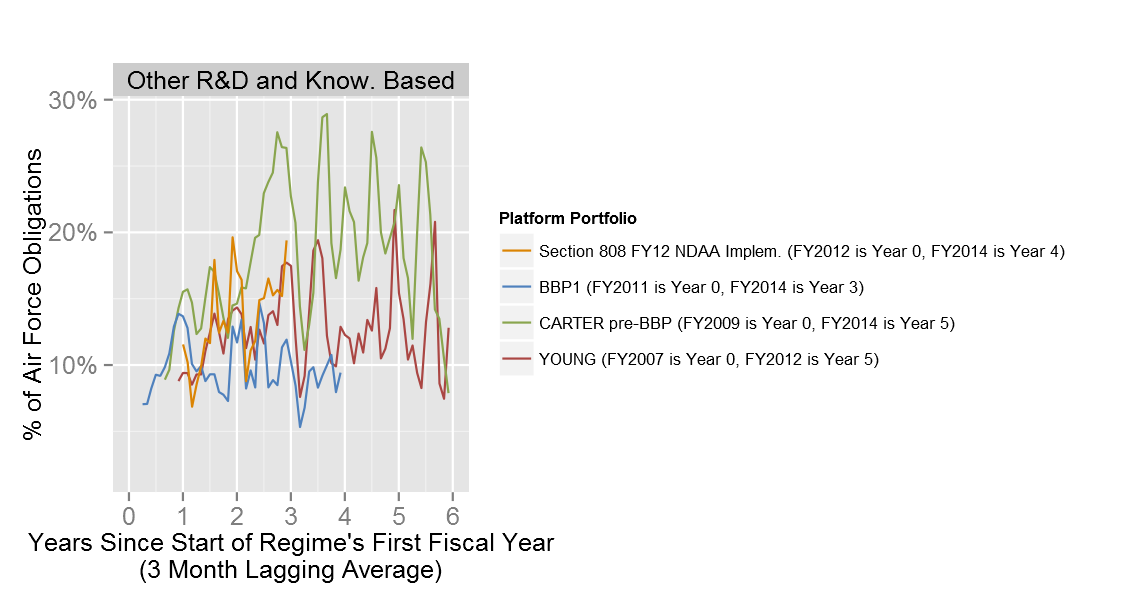 Other R&D and Know. Based
% of Air Force Obligations
30%
20%
10%
0 1 2 3 4 5 6
Years Since Start of Regime's First Fiscal Year
(3 Month Lagging Average)
Platform Portfolio
Section 808 FY12 NDAA Implem. (FY2012 is Year 0, FY2014 is Year 4)
BBP1 (FY2011 is Year 0, FY2014 is Year 3)
CARTER pre-BBP (FY2009 is Year 0, FY2014 is Year 5)
YOUNG (FY2007 is Year 0, FY2012 is Year 5)